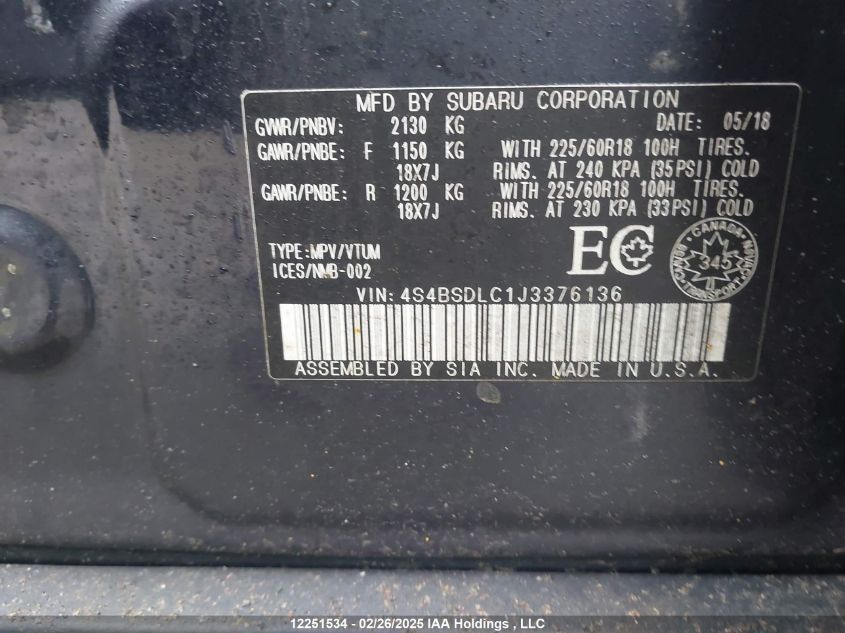 MFD BY SUBARU CORPORATION
GVWR/PNBV: 2130 KG DATE: 05/18
GAWR/PNBE: F 1150 KG WITH 225/60R18 100H TIRES.
18X7J RIMS. AT 240 KPA (35PSI) COLD
GAWR/PNBE: R 1200 KG WITH 225/60R18 100H TIRES.
18X7J RIMS. AT 230 KPA (33PSI) COLD
TYPE:MPV/VTUM
ICES/NMB-002
EC
CANADA
345
TRANSPORT
VIN: 4S4BSDLC1J3376136
ASSEMBLED BY SIA INC. MADE IN U.S.A.
12251534 - 02/26/2025 IAA Holdings , LLC